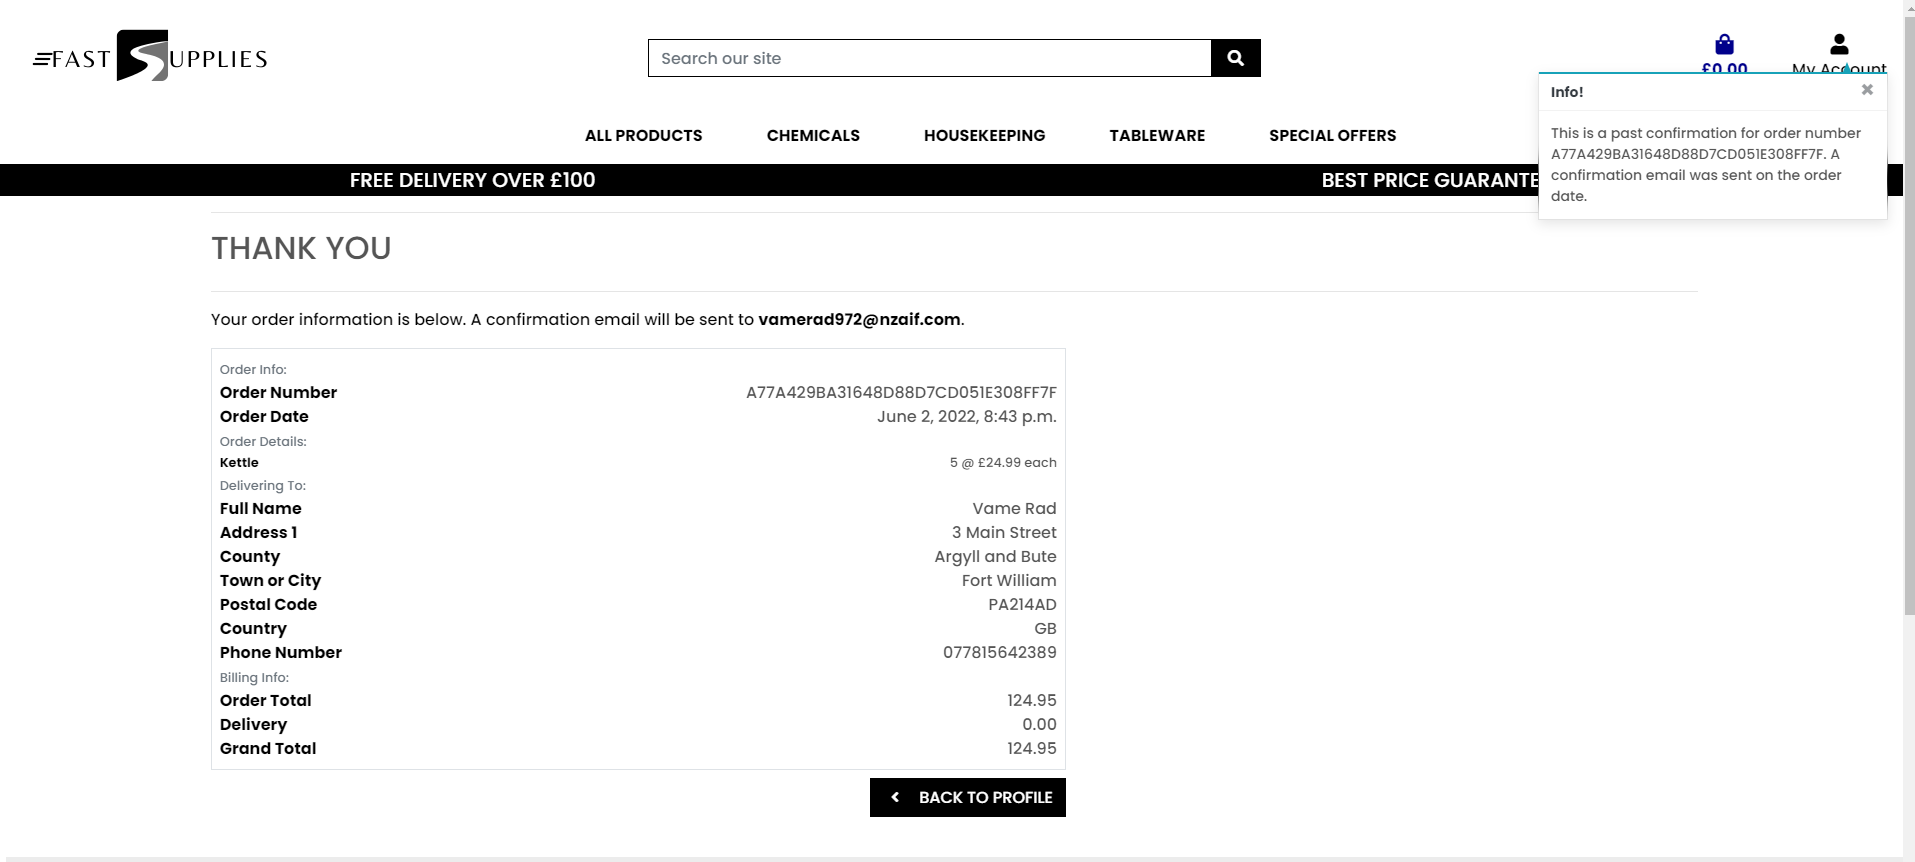 FAST SUPPLIES
Search our site
£0.00
My Account
Info!
This is a past confirmation for order number
A77A429BA31648D88D7CD051E308FF7F. A
confirmation email was sent on the order
date.
ALL PRODUCTS CHEMICALS HOUSEKEEPING TABLEWARE SPECIAL OFFERS
FREE DELIVERY OVER £100 BEST PRICE GUARANTE
THANK YOU
Your order information is below. A confirmation email will be sent to vamerad972@nzaif.com.
Order Info:
Order Number A77A429BA31648D88D7CD051E308FF7F
Order Date June 2, 2022, 8:43 p.m.
Order Details:
Kettle 5 @ £24.99 each
Delivering To:
Full Name Vame Rad
Address 1 3 Main Street
County Argyll and Bute
Town or City Fort William
Postal Code PA214AD
Country GB
Phone Number 077815642389
Billing Info:
Order Total 124.95
Delivery 0.00
Grand Total 124.95
BACK TO PROFILE